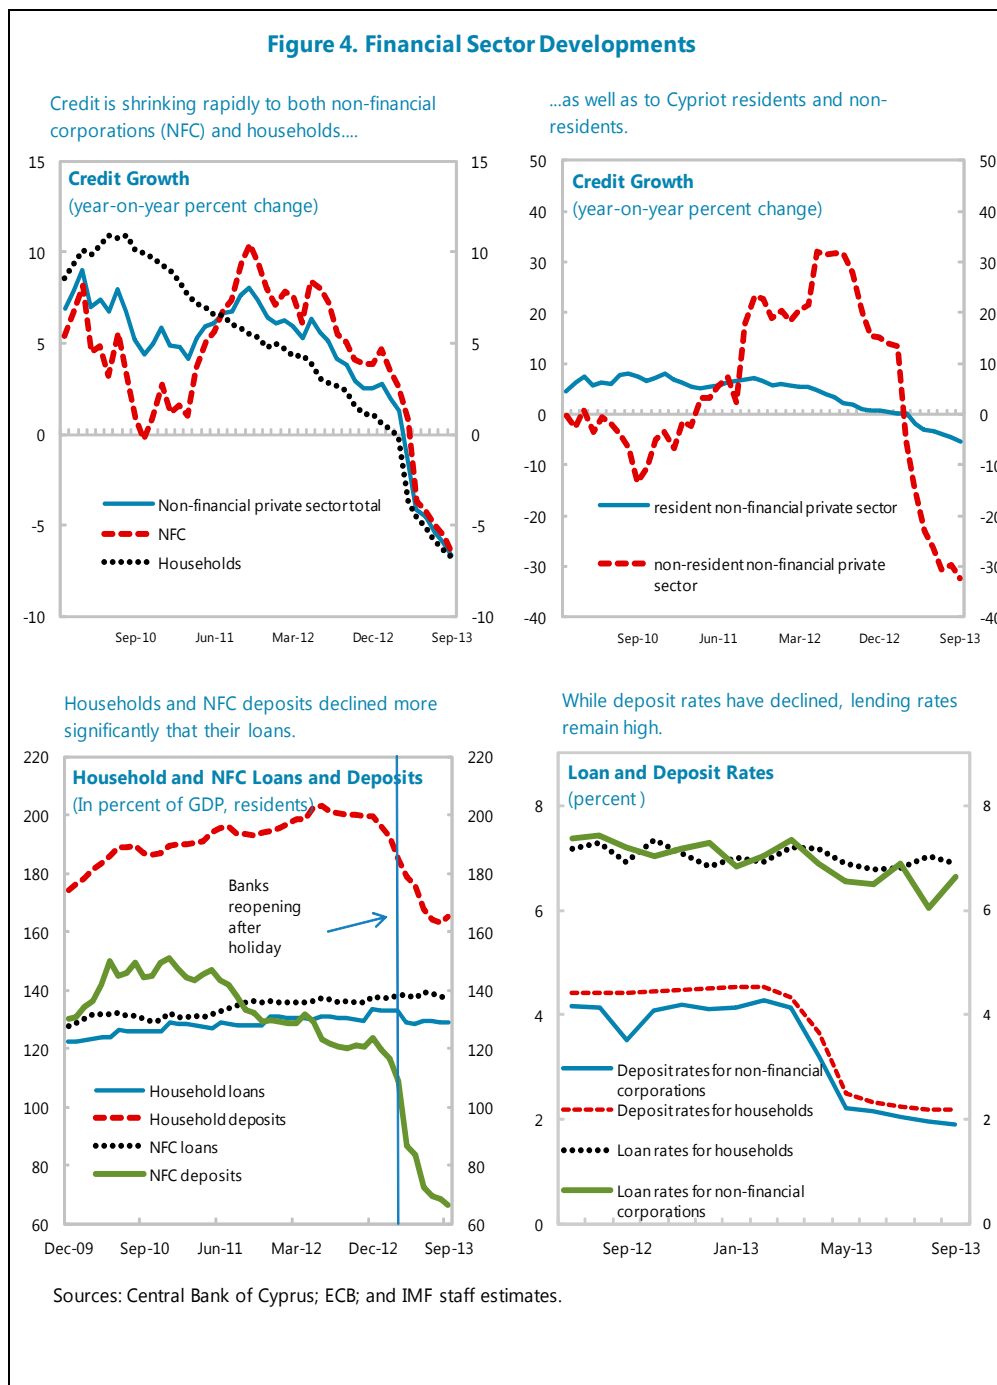 Figure 4. Financial Sector Developments
Credit is shrinking rapidly to both non-financial
corporations (NFC) and households....
15
10
5
0
-5
-10
15
10
5
0
-5
-10
Credit Growth
(year-on-year percent change)
Non-financial private sector total
NFC
Households
Sep-10
Jun-11
Mar-12
Dec-12
Sep-13
...as well as to Cypriot residents and non-
residents.
50
40
30
20
10
0
-10
-20
-30
-40
50
40
30
20
10
0
-10
-20
-30
-40
Credit Growth
(year-on-year percent change)
resident non-financial private sector
non-resident non-financial private
sector
Sep-10
Jun-11
Mar-12
Dec-12
Sep-13
Households and NFC deposits declined more
significantly that their loans.
220
200
180
160
140
120
100
80
60
220
200
180
160
140
120
100
80
60
Household and NFC Loans and Deposits
(In percent of GDP, residents)
Banks
reopening
after
holiday
Household loans
Household deposits
NFC loans
NFC deposits
Dec-09
Sep-10
Jun-11
Mar-12
Dec-12
Sep-13
While deposit rates have declined, lending rates
remain high.
8
6
4
2
0
8
6
4
2
0
Loan and Deposit Rates
(percent)
Deposit rates for non-financial
corporations
Deposit rates for households
Loan rates for households
Loan rates for non-financial
corporations
Sep-12
Jan-13
May-13
Sep-13
Sources: Central Bank of Cyprus; ECB; and IMF staff estimates.